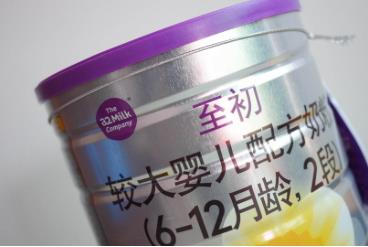 The
a2 Milk
Company
至初
较大婴儿配方奶粉
(6-12月龄, 2段)